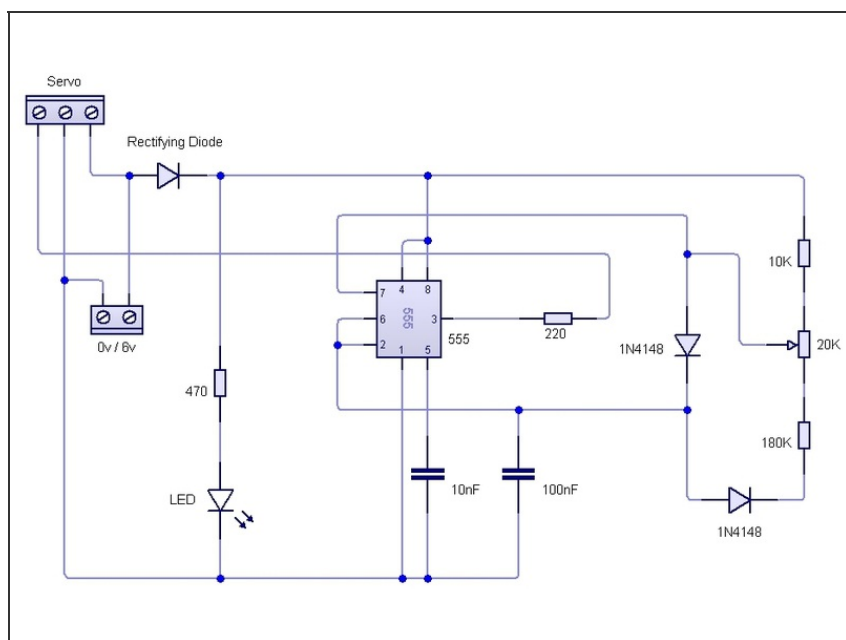 Servo
Rectifying Diode
10K
7
4
8
6
555
3
220
2
1
5
555
0v / 6v
1N4148
20K
470
180K
LED
10nF
100nF
1N4148